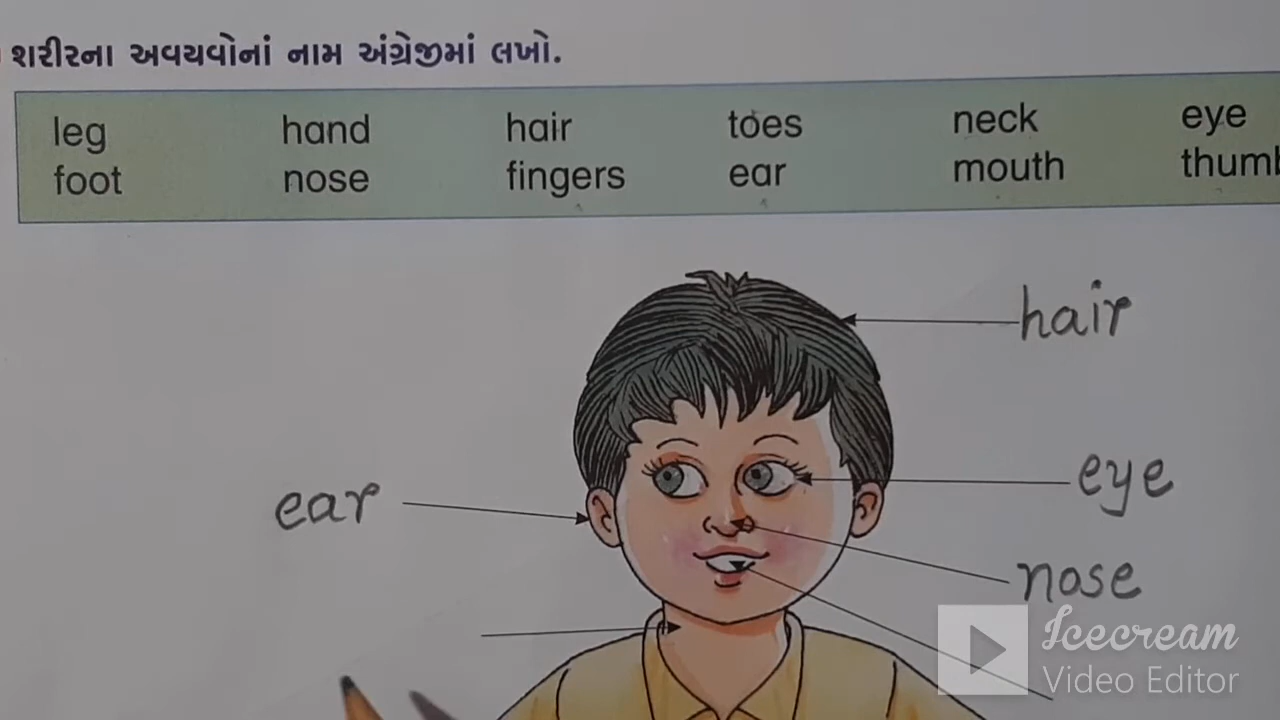 શરીરના અવયવોનાં નામ અંગ્રેજીમાં લખો.
leg hand hair toes neck eye
foot nose fingers ear mouth thumb
hair
eye
ear
nose
Icecream
Video Editor